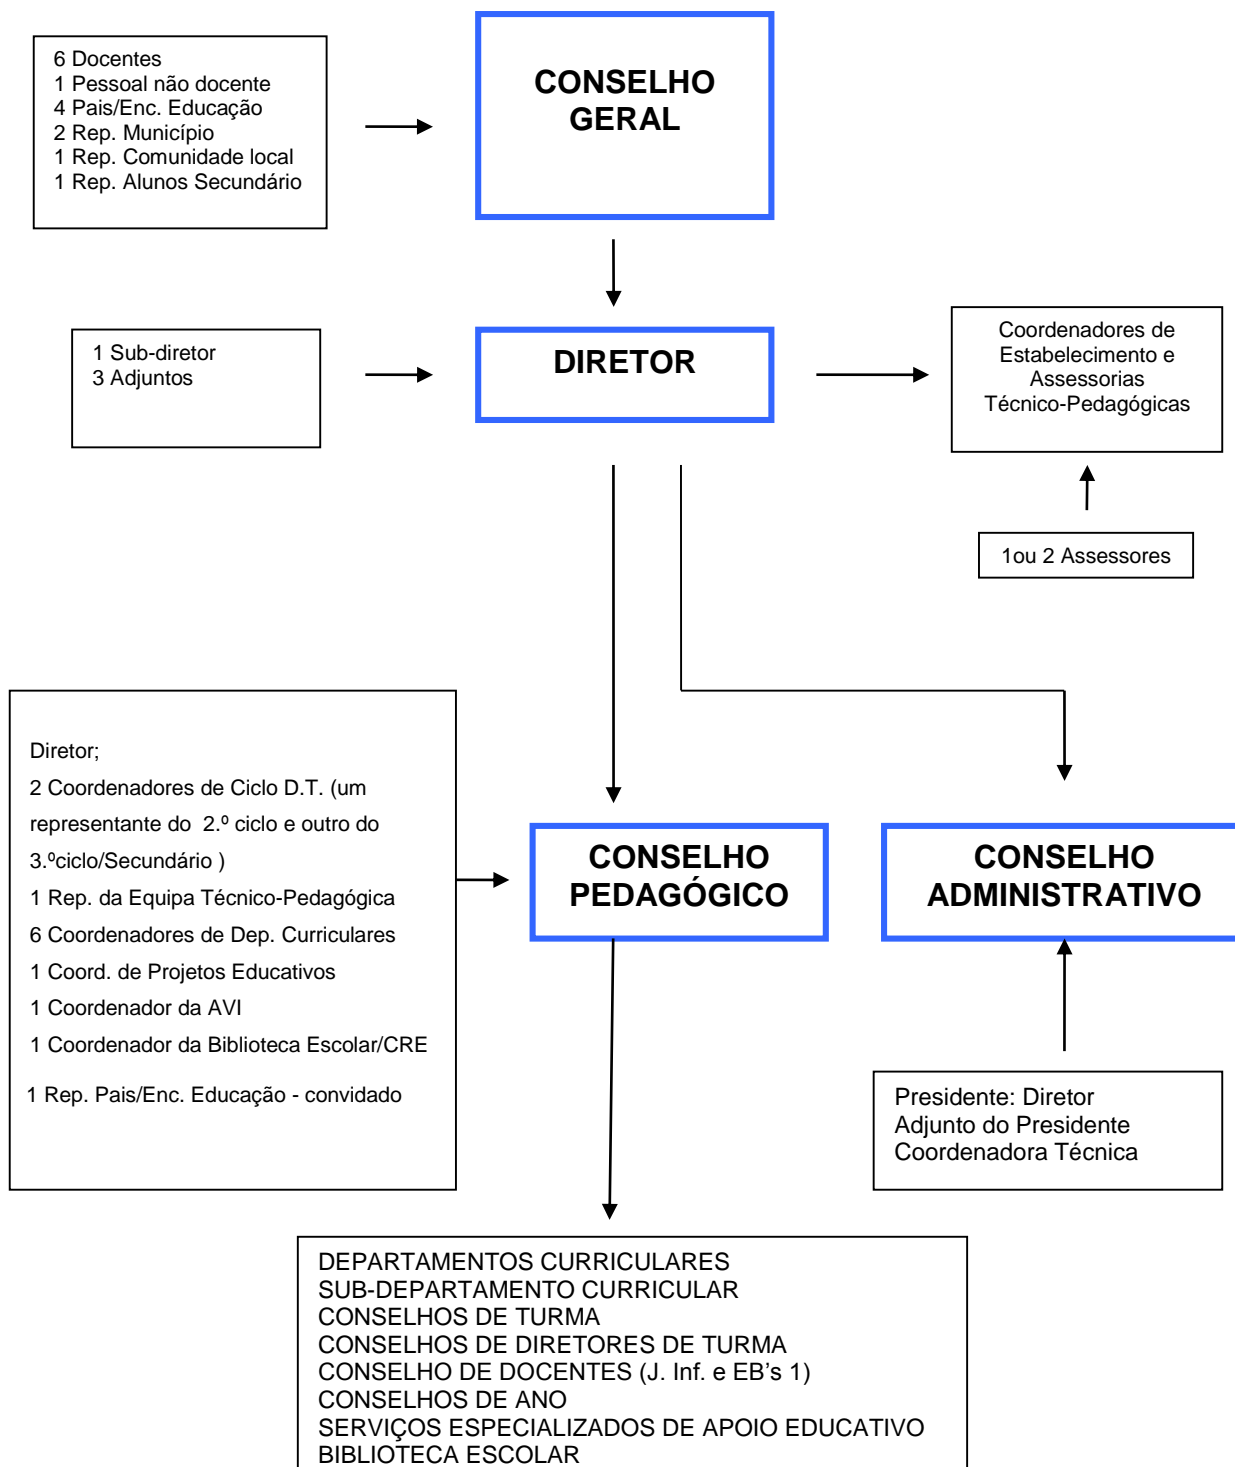 6 Docentes
1 Pessoal não docente
4 Pais/Enc. Educação
2 Rep. Município
1 Rep. Comunidade local
1 Rep. Alunos Secundário
CONSELHO
GERAL
1 Sub-diretor
3 Adjuntos
DIRETOR
Coordenadores de
Estabelecimento e
Assessorias
Técnico-Pedagógicas
1ou 2 Assessores
Diretor;
2 Coordenadores de Ciclo D.T. (um
representante do  2.º ciclo e outro do
3.ºciclo/Secundário )
1 Rep. da Equipa Técnico-Pedagógica
6 Coordenadores de Dep. Curriculares
1 Coord. de Projetos Educativos
1 Coordenador da AVI
1 Coordenador da Biblioteca Escolar/CRE
1 Rep. Pais/Enc. Educação - convidado
CONSELHO
PEDAGÓGICO
CONSELHO
ADMINISTRATIVO
Presidente: Diretor
Adjunto do Presidente
Coordenadora Técnica
DEPARTAMENTOS CURRICULARES
SUB-DEPARTAMENTO CURRICULAR
CONSELHOS DE TURMA
CONSELHOS DE DIRETORES DE TURMA
CONSELHO DE DOCENTES (J. Inf. e EB’s 1)
CONSELHOS DE ANO
SERVIÇOS ESPECIALIZADOS DE APOIO EDUCATIVO
BIBLIOTECA ESCOLAR